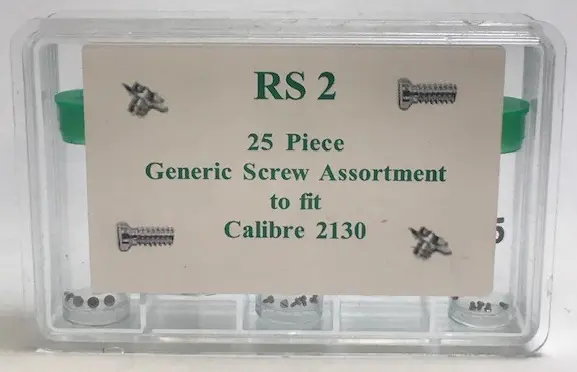 RS 2
25 Piece
Generic Screw Assortment
to fit
Calibre 2130